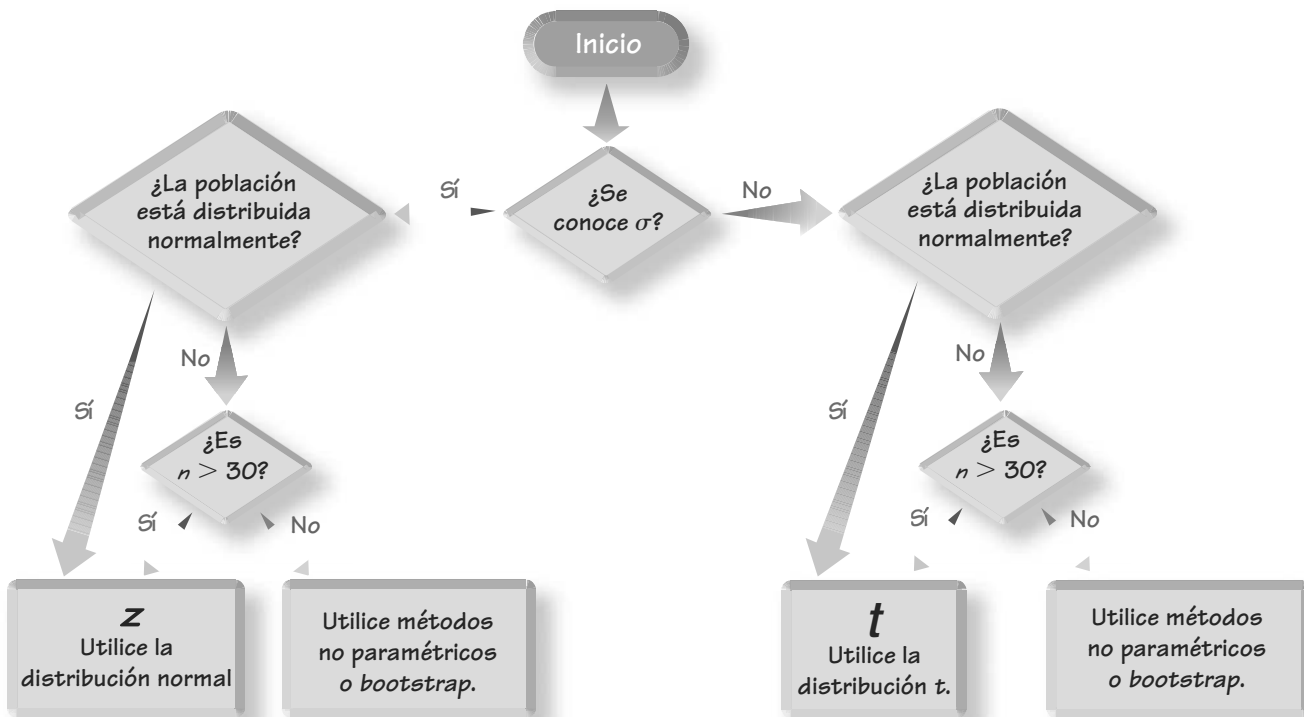 Inicio
¿La población
está distribuida
normalmente?
Sí
¿Se
conoce σ?
No
¿La población
está distribuida
normalmente?
Sí
No
¿Es
n > 30?
Sí
No
z
Utilice la
distribución normal
Utilice métodos
no paramétricos
o bootstrap.
Sí
No
¿Es
n > 30?
Sí
No
t
Utilice la
distribución t.
Utilice métodos
no paramétricos
o bootstrap.